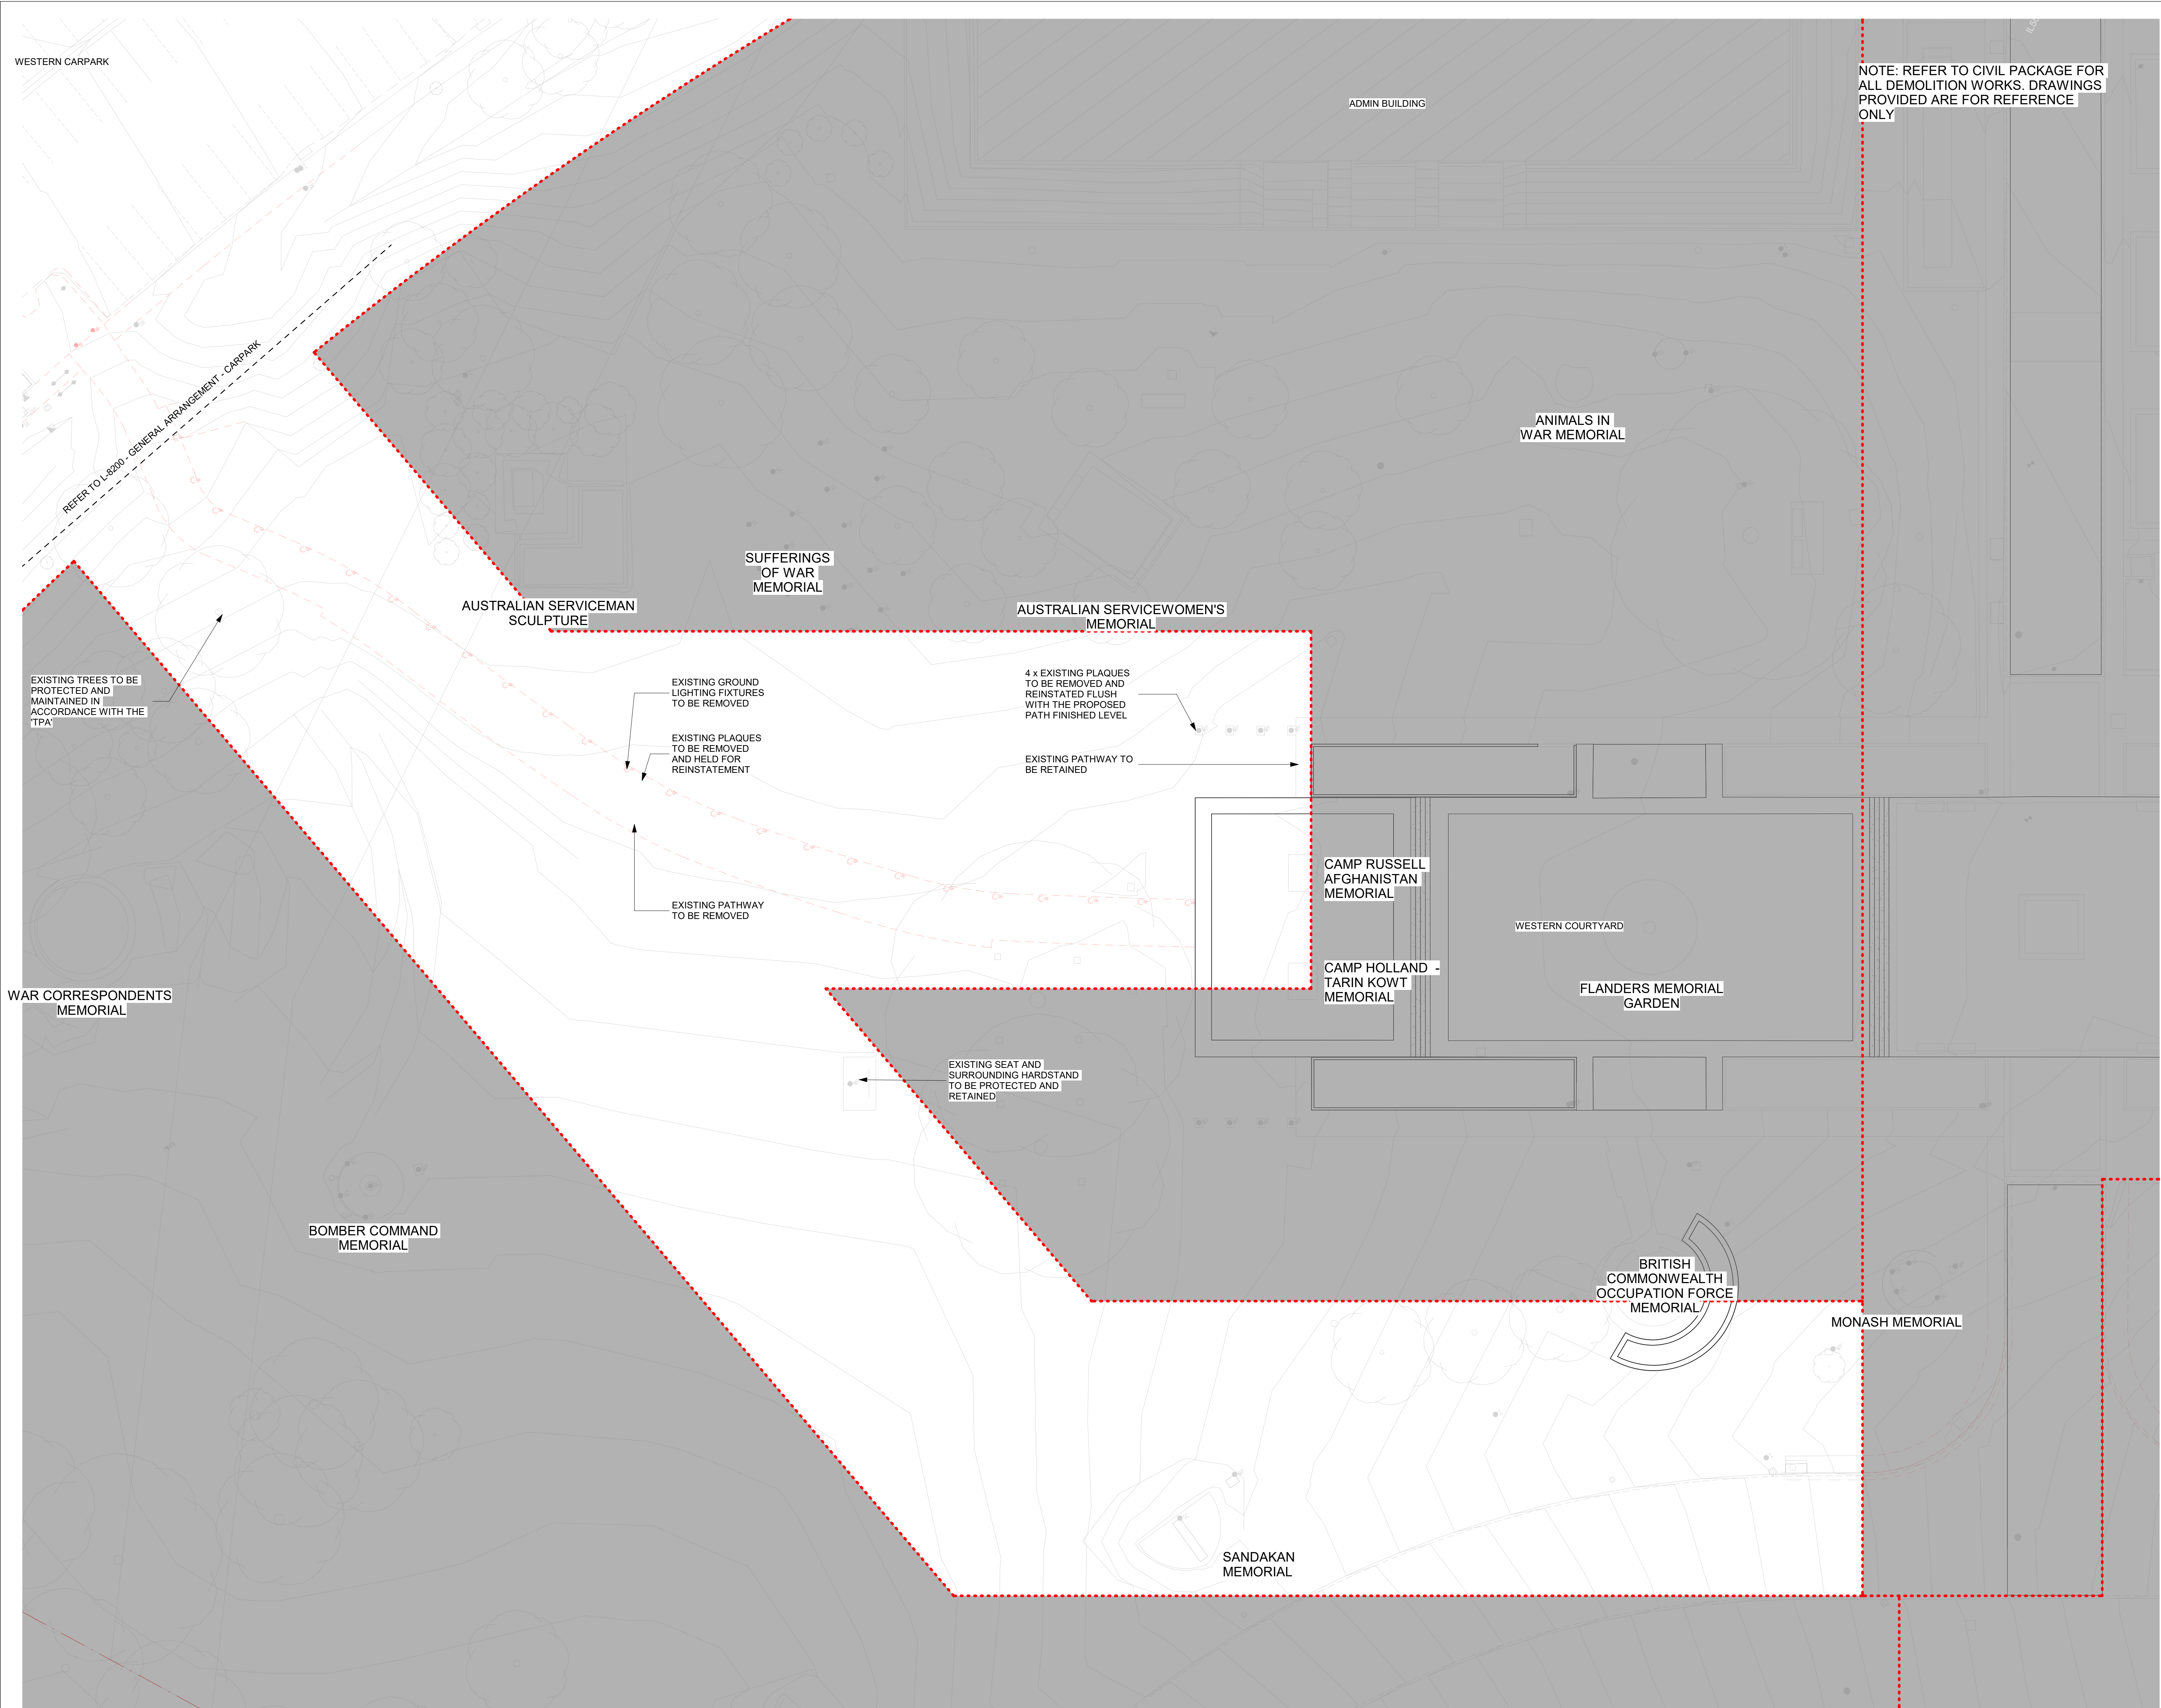 WESTERN CARPARK
ADMIN BUILDING
NOTE: REFER TO CIVIL PACKAGE FOR
ALL DEMOLITION WORKS. DRAWINGS
PROVIDED ARE FOR REFERENCE
ONLY
REFER TO L-8200 - GENERAL ARRANGEMENT - CARPARK
ANIMALS IN
WAR MEMORIAL
SUFFERINGS
OF WAR
MEMORIAL
AUSTRALIAN SERVICEMAN
SCULPTURE
AUSTRALIAN SERVICEWOMEN'S
MEMORIAL
EXISTING TREES TO BE
PROTECTED AND
MAINTAINED IN
ACCORDANCE WITH THE
'TPA'
EXISTING GROUND
LIGHTING FIXTURES
TO BE REMOVED
4 x EXISTING PLAQUES
TO BE REMOVED AND
REINSTATED FLUSH
WITH THE PROPOSED
PATH FINISHED LEVEL
EXISTING PLAQUES
TO BE REMOVED
AND HELD FOR
REINSTATEMENT
EXISTING PATHWAY TO
BE RETAINED
CAMP RUSSELL
AFGHANISTAN
MEMORIAL
EXISTING PATHWAY
TO BE REMOVED
WESTERN COURTYARD
CAMP HOLLAND -
TARIN KOWT
MEMORIAL
FLANDERS MEMORIAL
GARDEN
WAR CORRESPONDENTS
MEMORIAL
EXISTING SEAT AND
SURROUNDING HARDSTAND
TO BE PROTECTED AND
RETAINED
BOMBER COMMAND
MEMORIAL
BRITISH
COMMONWEALTH
OCCUPATION FORCE
MEMORIAL
MONASH MEMORIAL
SANDAKAN
MEMORIAL